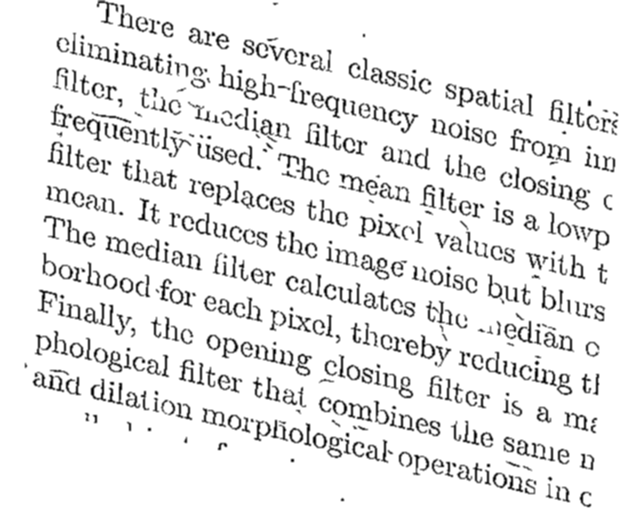 There are several classic spatial filters
eliminating high-frequency noise from im
filter, the median filter and the closing o
frequently used. The mean filter is a lowp
filter that replaces the pixel values with t
mean. It reduces the image noise but blurs
The median filter calculates the median o
borhood for each pixel, thereby reducing th
Finally, the opening closing filter is a ma
phological filter that combines the same n
and dilation morphological operations in o